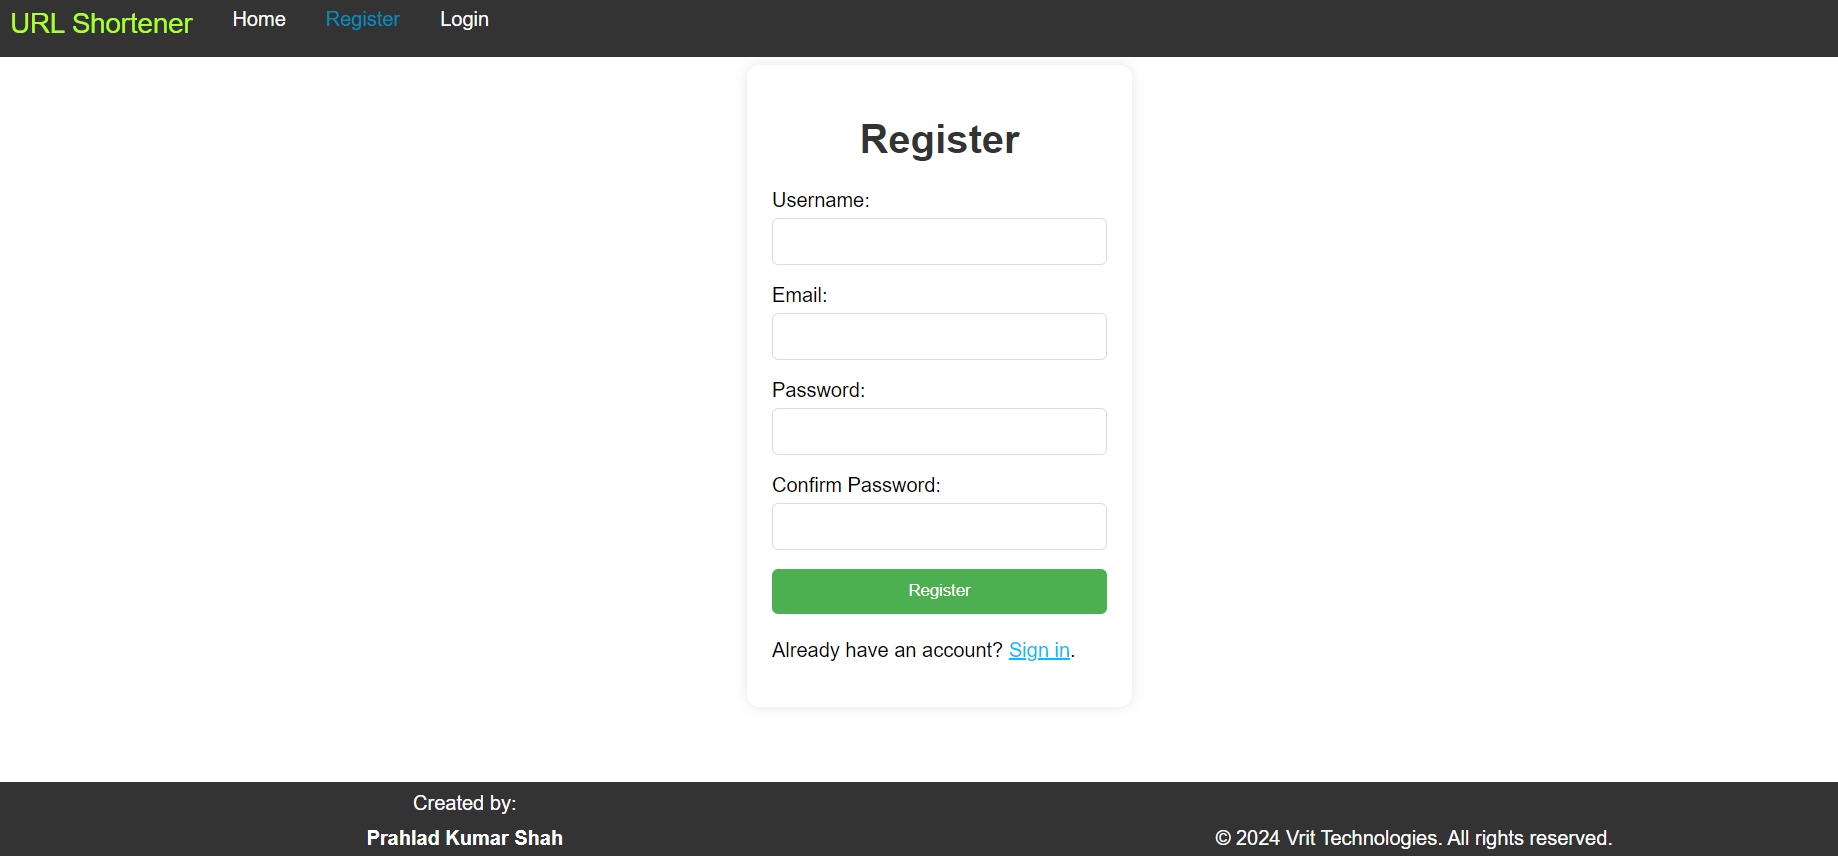 URL Shortener Home Register Login
Register
Username:
Email:
Password:
Confirm Password:
Register
Already have an account? Sign in.
Created by:
Prahlad Kumar Shah
© 2024 Vrit Technologies. All rights reserved.